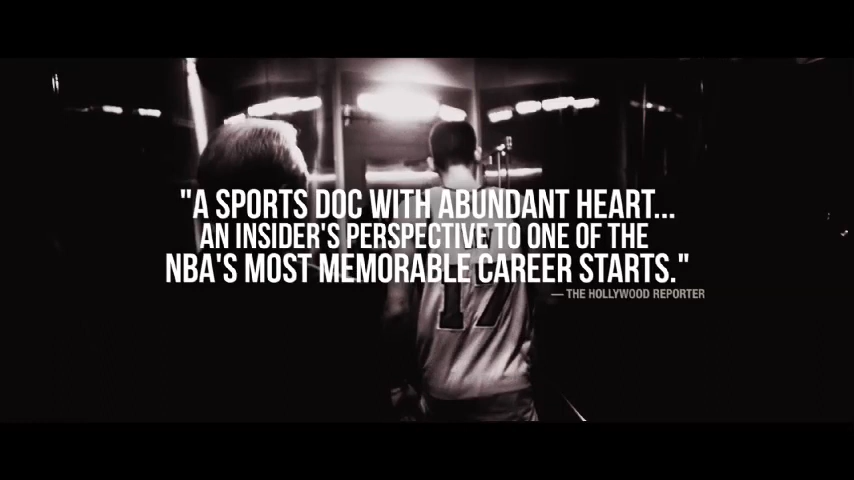 "A SPORTS DOC WITH ABUNDANT HEART...
AN INSIDER'S PERSPECTIVE TO ONE OF THE
NBA'S MOST MEMORABLE CAREER STARTS."
— THE HOLLYWOOD REPORTER
17